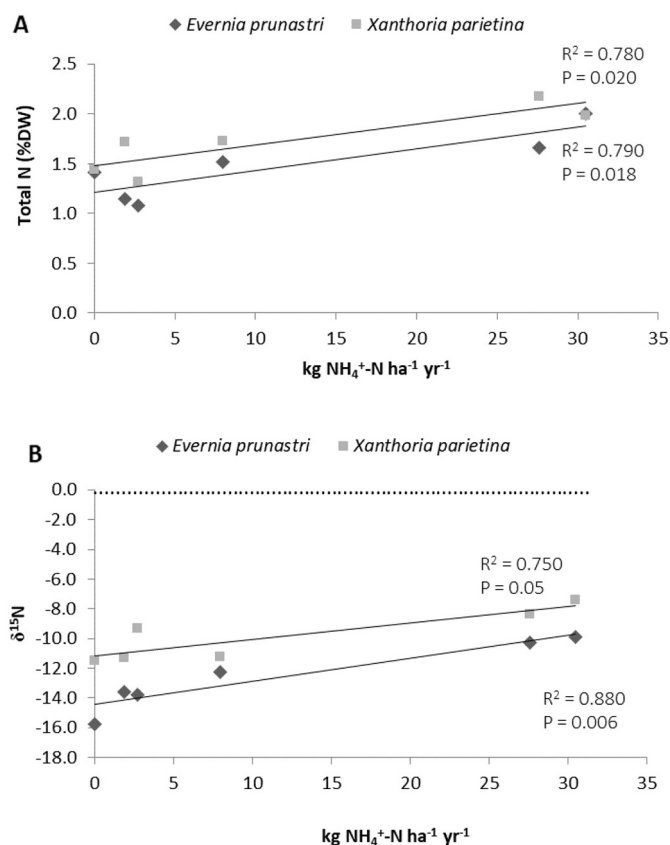 A
Evernia prunastri Xanthoria parietina
R² = 0.780
P = 0.020
R² = 0.790
P = 0.018
2.5
2.0
1.5
1.0
0.5
0.0
Total N (%DW)
0 5 10 15 20 25 30 35
kg NH₄⁺-N ha⁻¹ yr⁻¹
B
Evernia prunastri Xanthoria parietina
0.0
-2.0
-4.0
-6.0
-8.0
-10.0
-12.0
-14.0
-16.0
-18.0
δ¹⁵N
R² = 0.750
P = 0.05
R² = 0.880
P = 0.006
0 5 10 15 20 25 30 35
kg NH₄⁺-N ha⁻¹ yr⁻¹